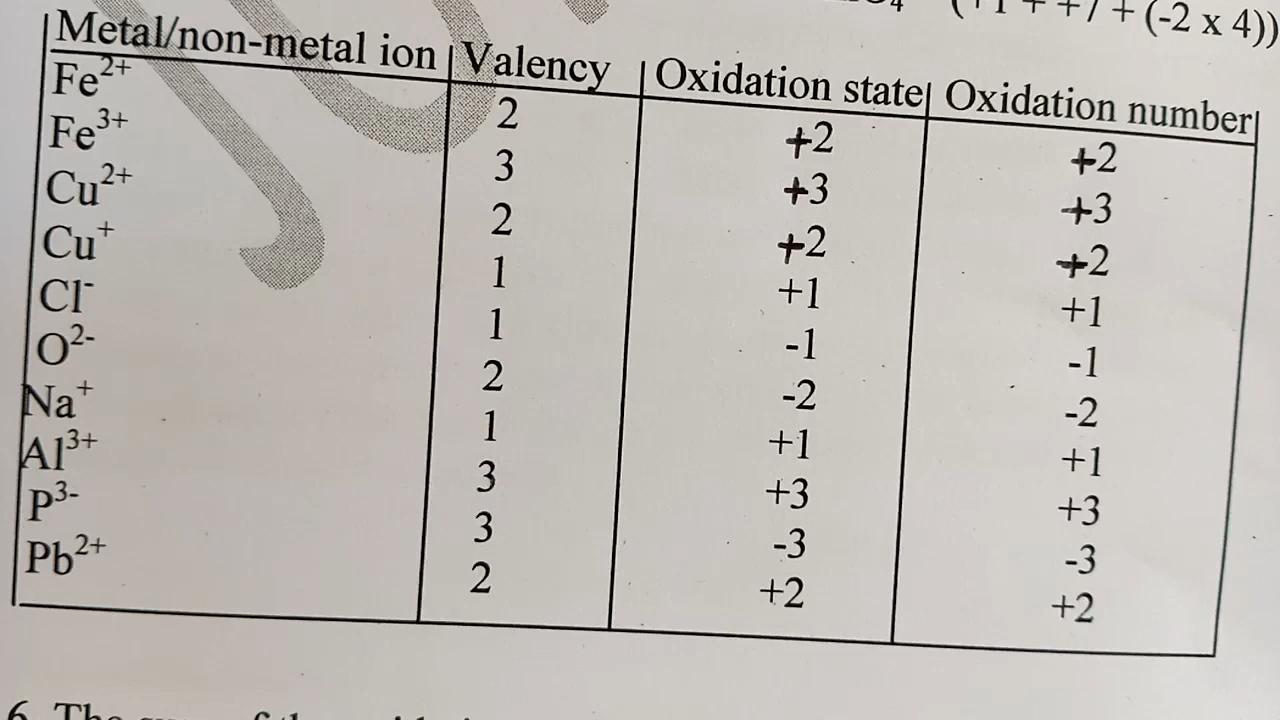 (+1 + +7 + (-2 x 4))
Metal/non-metal ion | Valency | Oxidation state | Oxidation number
Fe²⁺ 2 +2 +2
Fe³⁺ 3 +3 +3
Cu²⁺ 2 +2 +2
Cu⁺ 1 +1 +1
Cl⁻ 1 -1 -1
O²⁻ 2 -2 -2
Na⁺ 1 +1 +1
Al³⁺ 3 +3 +3
P³⁻ 3 -3 -3
Pb²⁺ 2 +2 +2
6. The